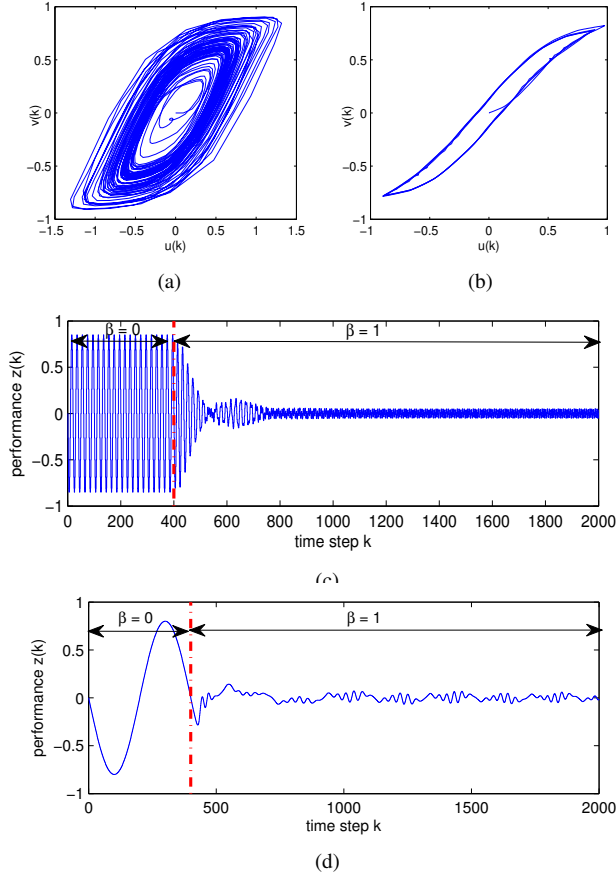 1
0.5
0
−0.5
−1
−1.5 −1 −0.5 0 0.5 1 1.5
v(k)
u(k)
(a)
1
0.5
0
−0.5
−1
−1 −0.5 0 0.5 1
v(k)
u(k)
(b)
1
0.5
0
−0.5
−1
β = 0
β = 1
performance z(k)
0 200 400 600 800 1000 1200 1400 1600 1800 2000
time step k
(c)
1
0.5
0
−0.5
−1
β = 0
β = 1
performance z(k)
0 500 1000 1500 2000
time step k
(d)